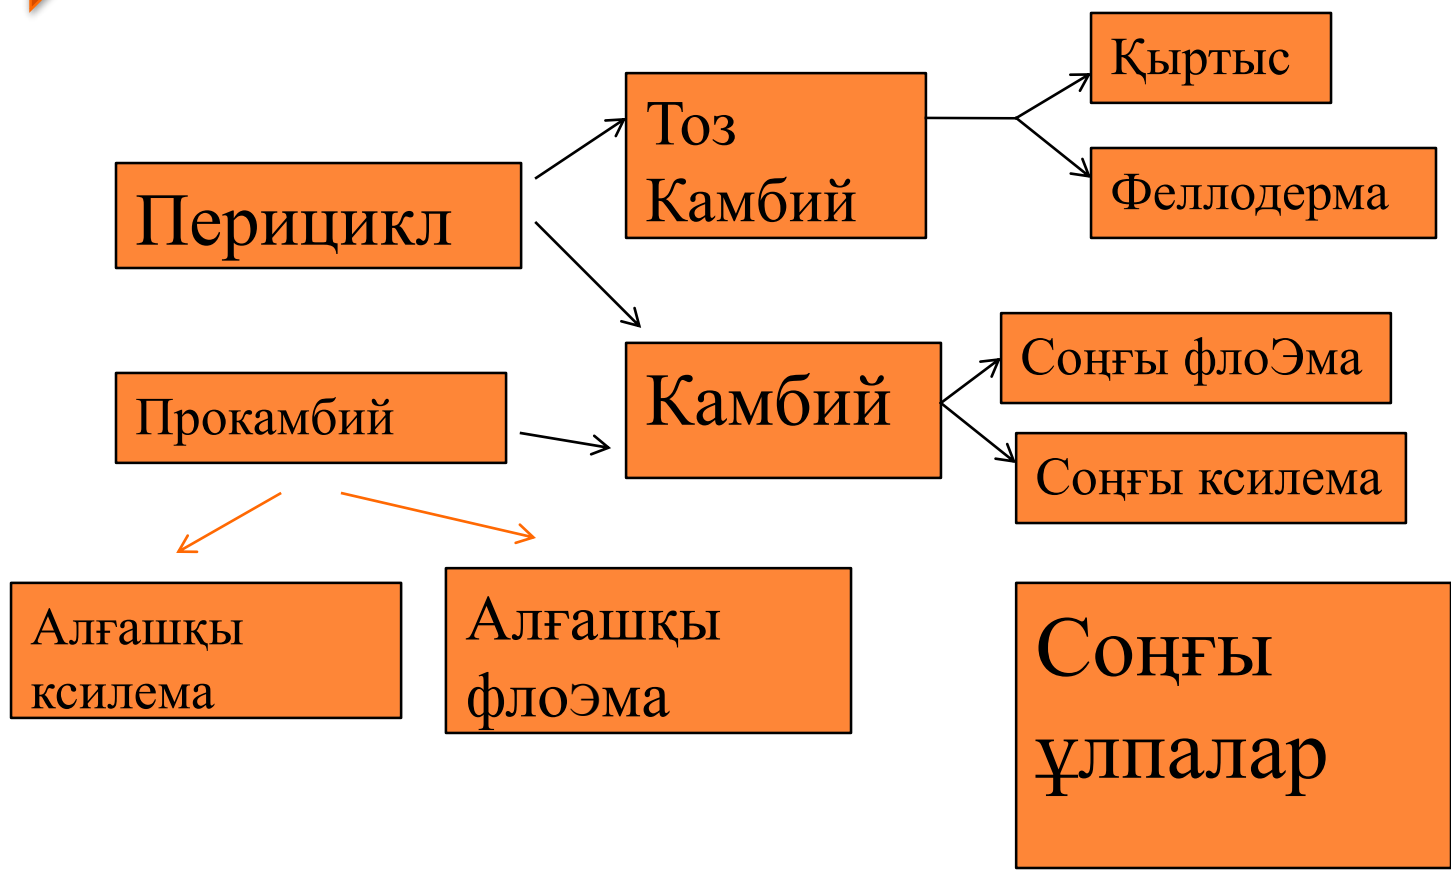 Қыртыс
Тоз
Камбий
Феллодерма
Перицикл
Соңғы флоЭма
Камбий
Прокамбий
Соңғы ксилема
Алғашқы
ксилема
Алғашқы
флоэма
Соңғы
ұлпалар